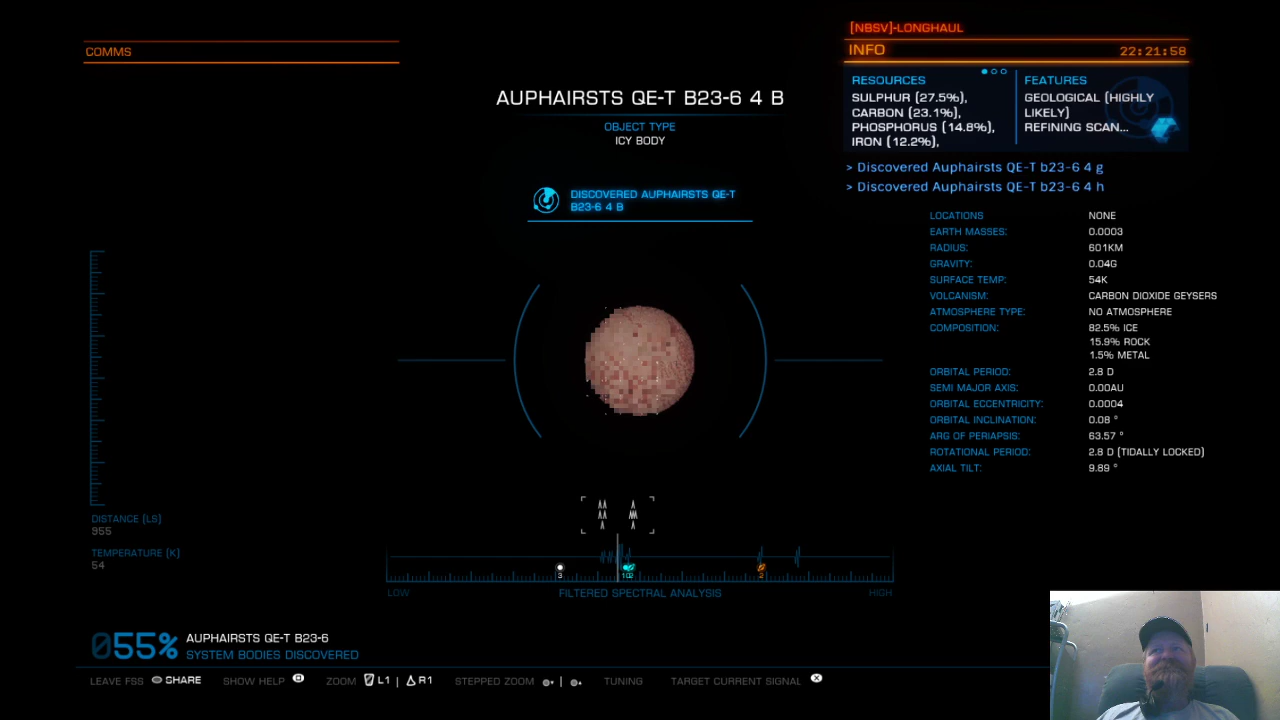 [NBSV]-LONGHAUL
COMMS
INFO 22:21:58
RESOURCES
SULPHUR (27.5%),
CARBON (23.1%),
PHOSPHORUS (14.8%),
IRON (12.2%),
FEATURES
GEOLOGICAL (HIGHLY
LIKELY)
REFINING SCAN...
> Discovered Auphairsts QE-T b23-6 4 g
> Discovered Auphairsts QE-T b23-6 4 h
AUPHAIRSTS QE-T B23-6 4 B
OBJECT TYPE
ICY BODY
DISCOVERED AUPHAIRSTS QE-T
B23-6 4 B
LOCATIONS NONE
EARTH MASSES: 0.0003
RADIUS: 601KM
GRAVITY: 0.04G
SURFACE TEMP: 54K
VOLCANISM: CARBON DIOXIDE GEYSERS
ATMOSPHERE TYPE: NO ATMOSPHERE
COMPOSITION: 82.5% ICE
15.9% ROCK
1.5% METAL
ORBITAL PERIOD: 2.8 D
SEMI MAJOR AXIS: 0.00AU
ORBITAL ECCENTRICITY: 0.0004
ORBITAL INCLINATION: 0.08 °
ARG OF PERIAPSIS: 63.57 °
ROTATIONAL PERIOD: 2.8 D (TIDALLY LOCKED)
AXIAL TILT: 9.89 °
DISTANCE (LS)
955
TEMPERATURE (K)
54
3 102 2
LOW FILTERED SPECTRAL ANALYSIS HIGH
055% AUPHAIRSTS QE-T B23-6
SYSTEM BODIES DISCOVERED
LEAVE FSS SHARE SHOW HELP ZOOM L1 | R1 STEPPED ZOOM | TUNING TARGET CURRENT SIGNAL